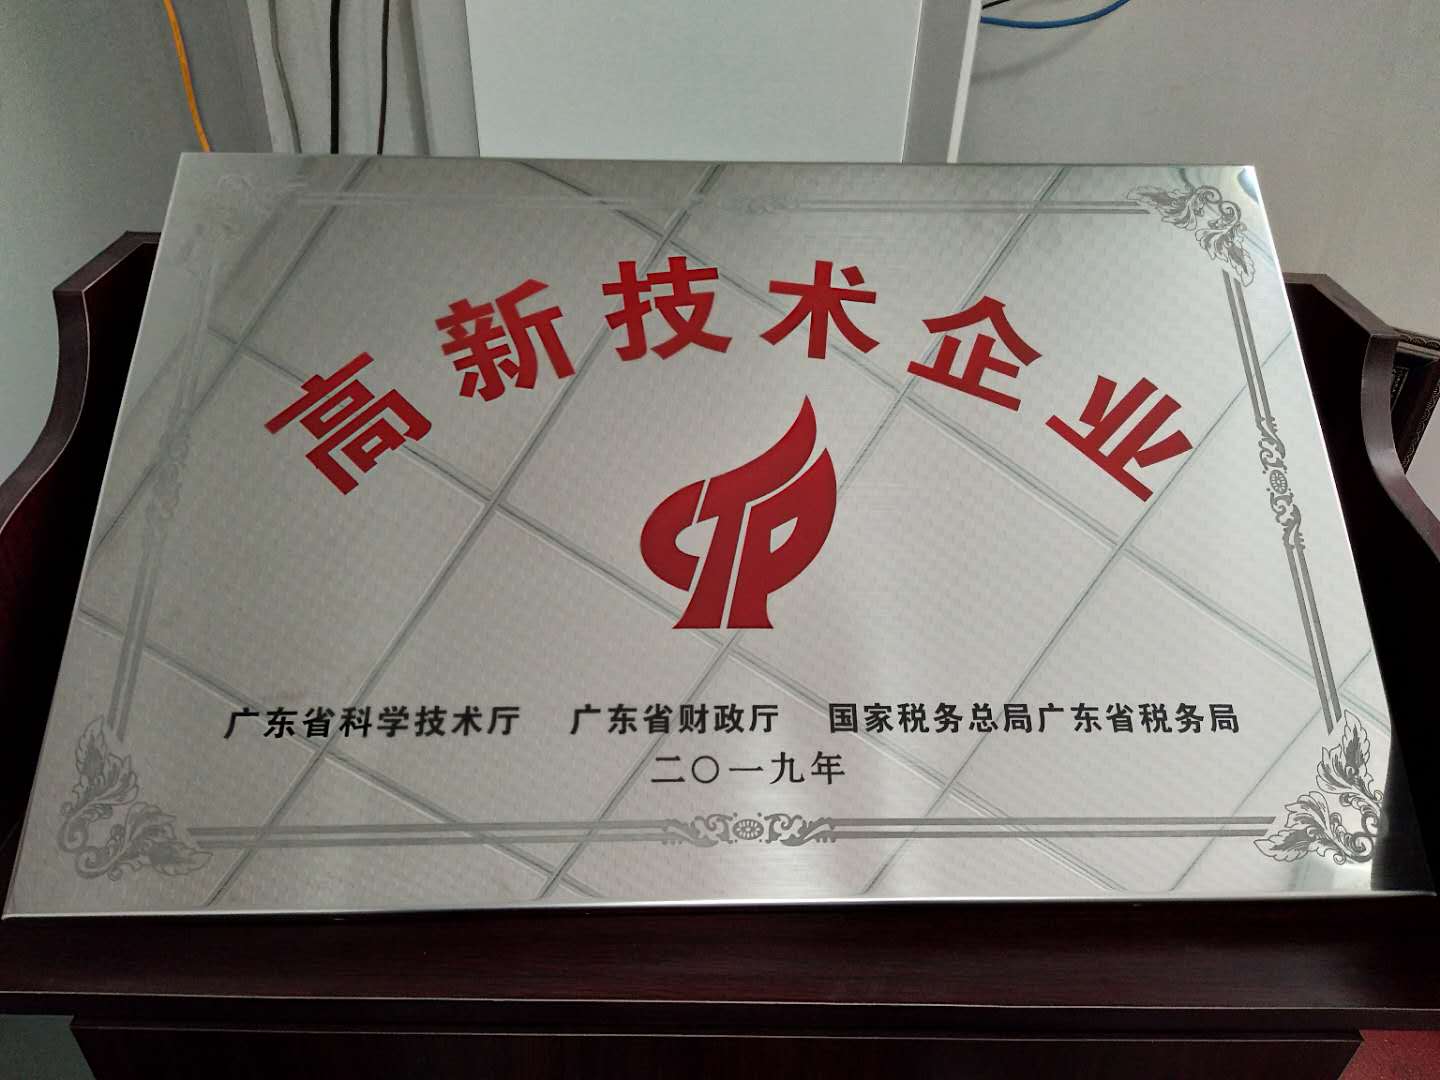 高新技术企业
广东省科学技术厅 广东省财政厅 国家税务总局广东省税务局
二〇一九年